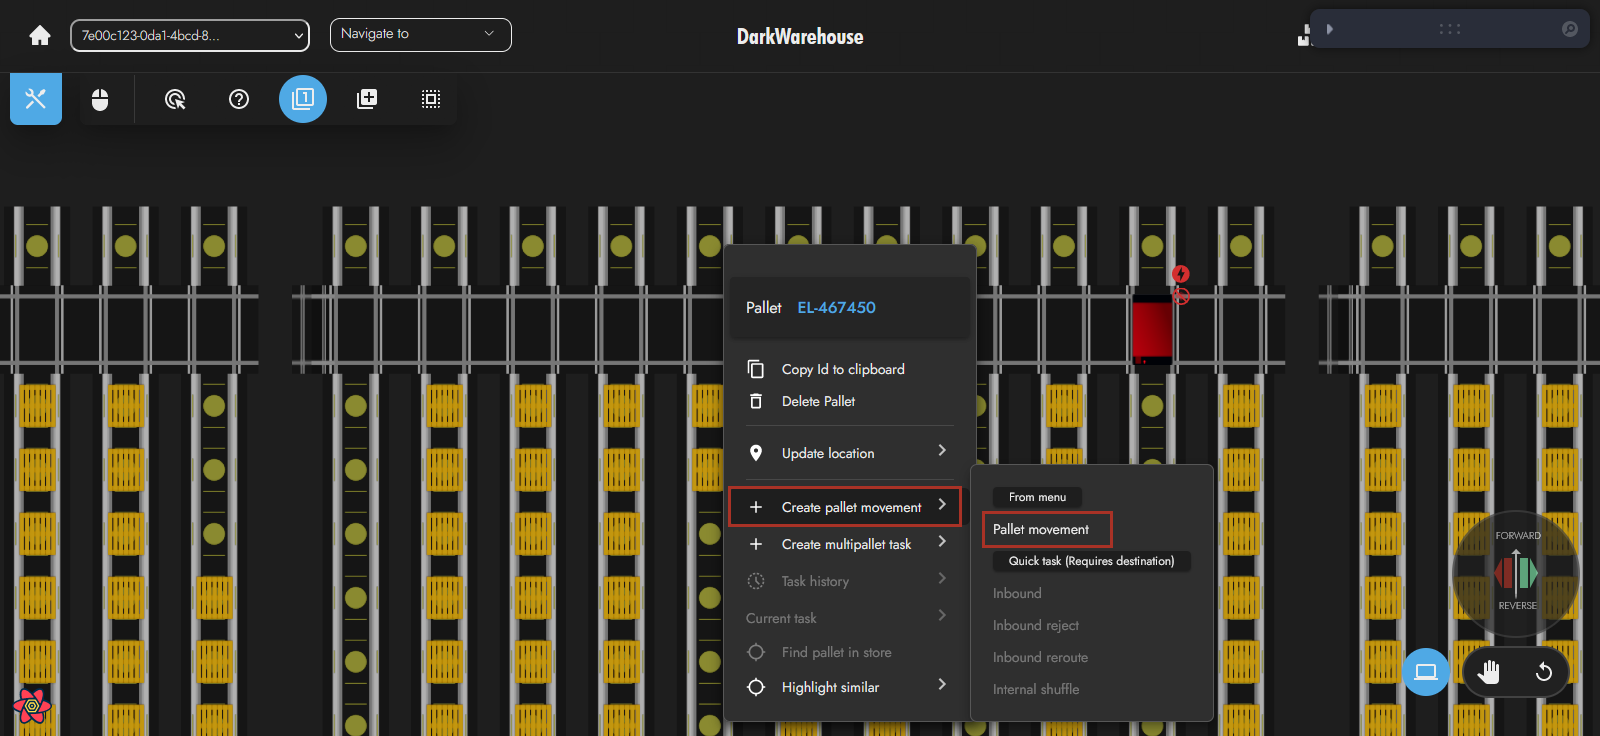 7e00c123-0da1-4bcd-8...
Navigate to
DarkWarehouse
1
Pallet EL-467450
Copy Id to clipboard
Delete Pallet
Update location
Create pallet movement
Create multipallet task
Task history
Current task
Find pallet in store
Highlight similar
From menu
Pallet movement
Quick task (Requires destination)
Inbound
Inbound reject
Inbound reroute
Internal shuffle
FORWARD
REVERSE